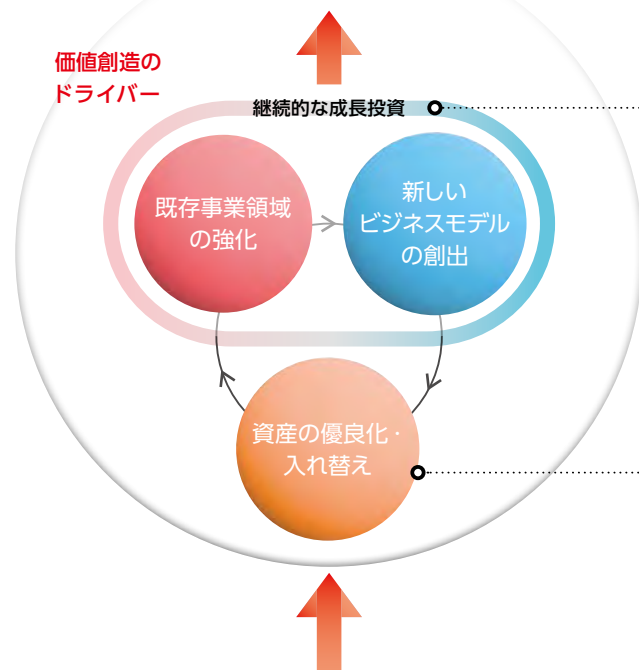 価値創造の
ドライバー
継続的な成長投資
既存事業領域
の強化
新しい
ビジネスモデル
の創出
資産の優良化・
入れ替え